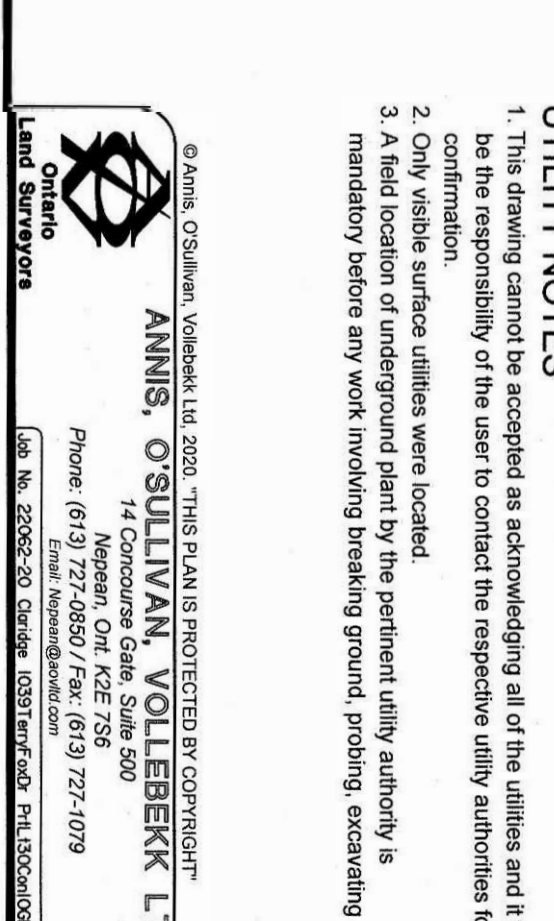 UTILITY NOTES
1. This drawing cannot be accepted as acknowledging all of the utilities and it
be the responsibility of the user to contact the respective utility authorities
confirmation.
2. Only visible surface utilities were located.
3. A field location of underground plant by the pertinent utility authority is
mandatory before any work involving breaking ground, probing, excavating
© Annis, O'Sullivan, Vollebekk Ltd, 2020. "THIS PLAN IS PROTECTED BY COPYRIGHT"
ANNIS, O'SULLIVAN, VOLLEBEKK
14 Concourse Gate, Suite 500
Nepean, Ont. K2E 7S6
Phone: (613) 727-0850 / Fax: (613) 727-1079
Email: Nepean@aovltd.com
Ontario
Land Surveyors
Job No. 22062-20 Claridge 1039TerryFoxDr